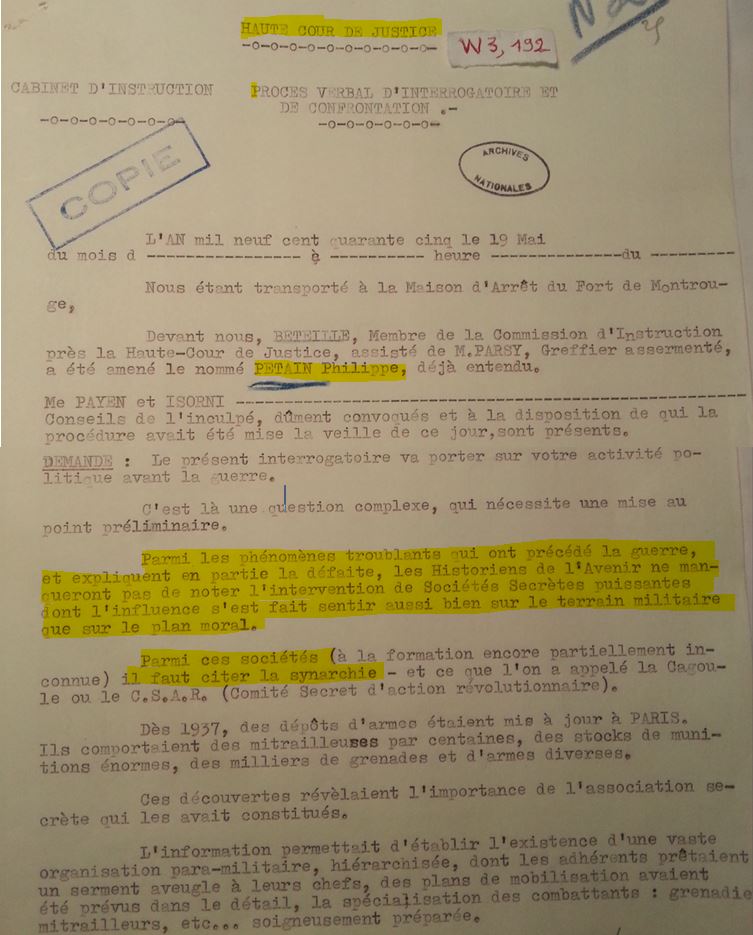 HAUTE COUR DE JUSTICE
-o-o-o-o-o-o-o-o-o-o-
W3, 192
CABINET D'INSTRUCTION
PROCES VERBAL D'INTERROGATOIRE ET
DE CONFRONTATION .-
-o-o-o-o-o-o-o-
-o-o-o-o-o-o-
COPIE
ARCHIVES
NATIONALES
L'AN mil neuf cent quarante cinq le 19 Mai
du mois d ---------------- à ---------- heure --------------du ---------
Nous étant transporté à la Maison d'Arrêt du Fort de Montrou-
ge,
Devant nous, BETEILLE, Membre de la Commission d'Instruction
près la Haute-Cour de Justice, assisté de M.PARSY, Greffier assermenté,
a été amené le nommé PETAIN Philippe, déjà entendu.
Me PAYEN et ISORNI ------------------------------------------------------
Conseils de l'inculpé, dûment convoqués et à la disposition de qui la
procédure avait été mise la veille de ce jour,sont présents.
DEMANDE : Le présent interrogatoire va porter sur votre activité po-
litique avant la guerre.
C'est là une question complexe, qui nécessite une mise au
point préliminaire.
Parmi les phénomènes troublants qui ont précédé la guerre,
et expliquent en partie la défaite, les Historiens de l'Avenir ne man-
queront pas de noter l'intervention de Sociétés Secrètes puissantes
dont l'influence s'est fait sentir aussi bien sur le terrain militaire
que sur le plan moral.
Parmi ces sociétés (à la formation encore partiellement in-
connue) il faut citer la synarchie - et ce que l'on a appelé la Cagou-
le ou le C.S.A.R. (Comité Secret d'action révolutionnaire).
Dès 1937, des dépôts d'armes étaient mis à jour à PARIS.
Ils comportaient des mitrailleuses par centaines, des stocks de muni-
tions énormes, des milliers de grenades et d'armes diverses.
Ces découvertes révèlaient l'importance de l'association se-
crète qui les avait constitués.
L'information permettait d'établir l'existence d'une vaste
organisation para-militaire, hiérarchisée, dont les adhérents prêtaient
un serment aveugle à leurs chefs, des plans de mobilisation avaient
été prévus dans le détail, la spécialisation des combattants : grenadie
mitrailleurs, etc... soigneusement préparée.